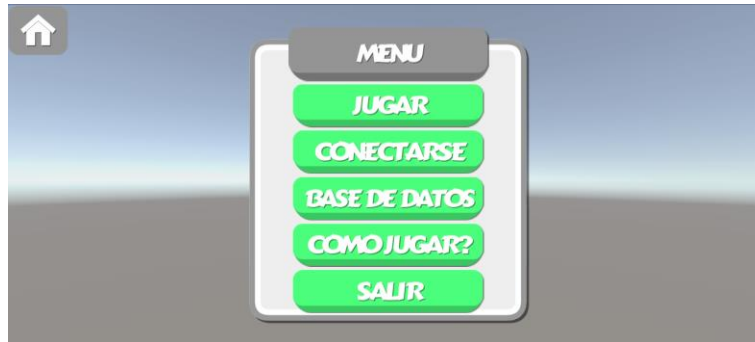 MENU
JUGAR
CONECTARSE
BASE DE DATOS
COMO JUGAR?
SALIR